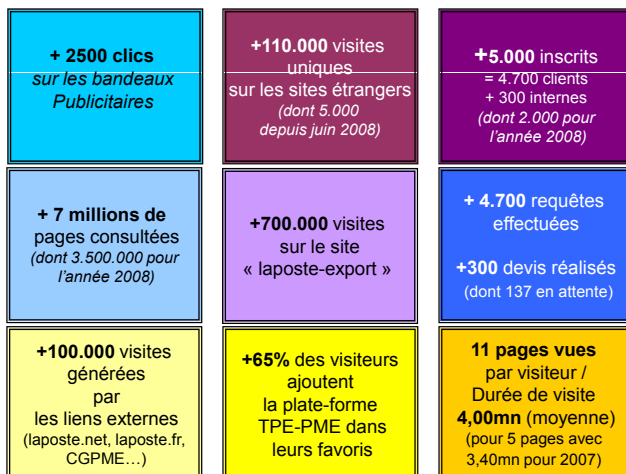 + 2500 clics
sur les bandeaux
Publicitaires
+110.000 visites
uniques
sur les sites étrangers
(dont 5.000
depuis juin 2008)
+5.000 inscrits
= 4.700 clients
+ 300 internes
(dont 2.000 pour
l'année 2008)
+ 7 millions de
pages consultées
(dont 3.500.000 pour
l'année 2008)
+700.000 visites
sur le site
« laposte-export »
+ 4.700 requêtes
effectuées
+300 devis réalisés
(dont 137 en attente)
+100.000 visites
générées
par
les liens externes
(laposte.net, laposte.fr,
CGPME…)
+65% des visiteurs
ajoutent
la plate-forme
TPE-PME dans
leurs favoris
11 pages vues
par visiteur /
Durée de visite
4,00mn (moyenne)
(pour 5 pages avec
3,40mn pour 2007)